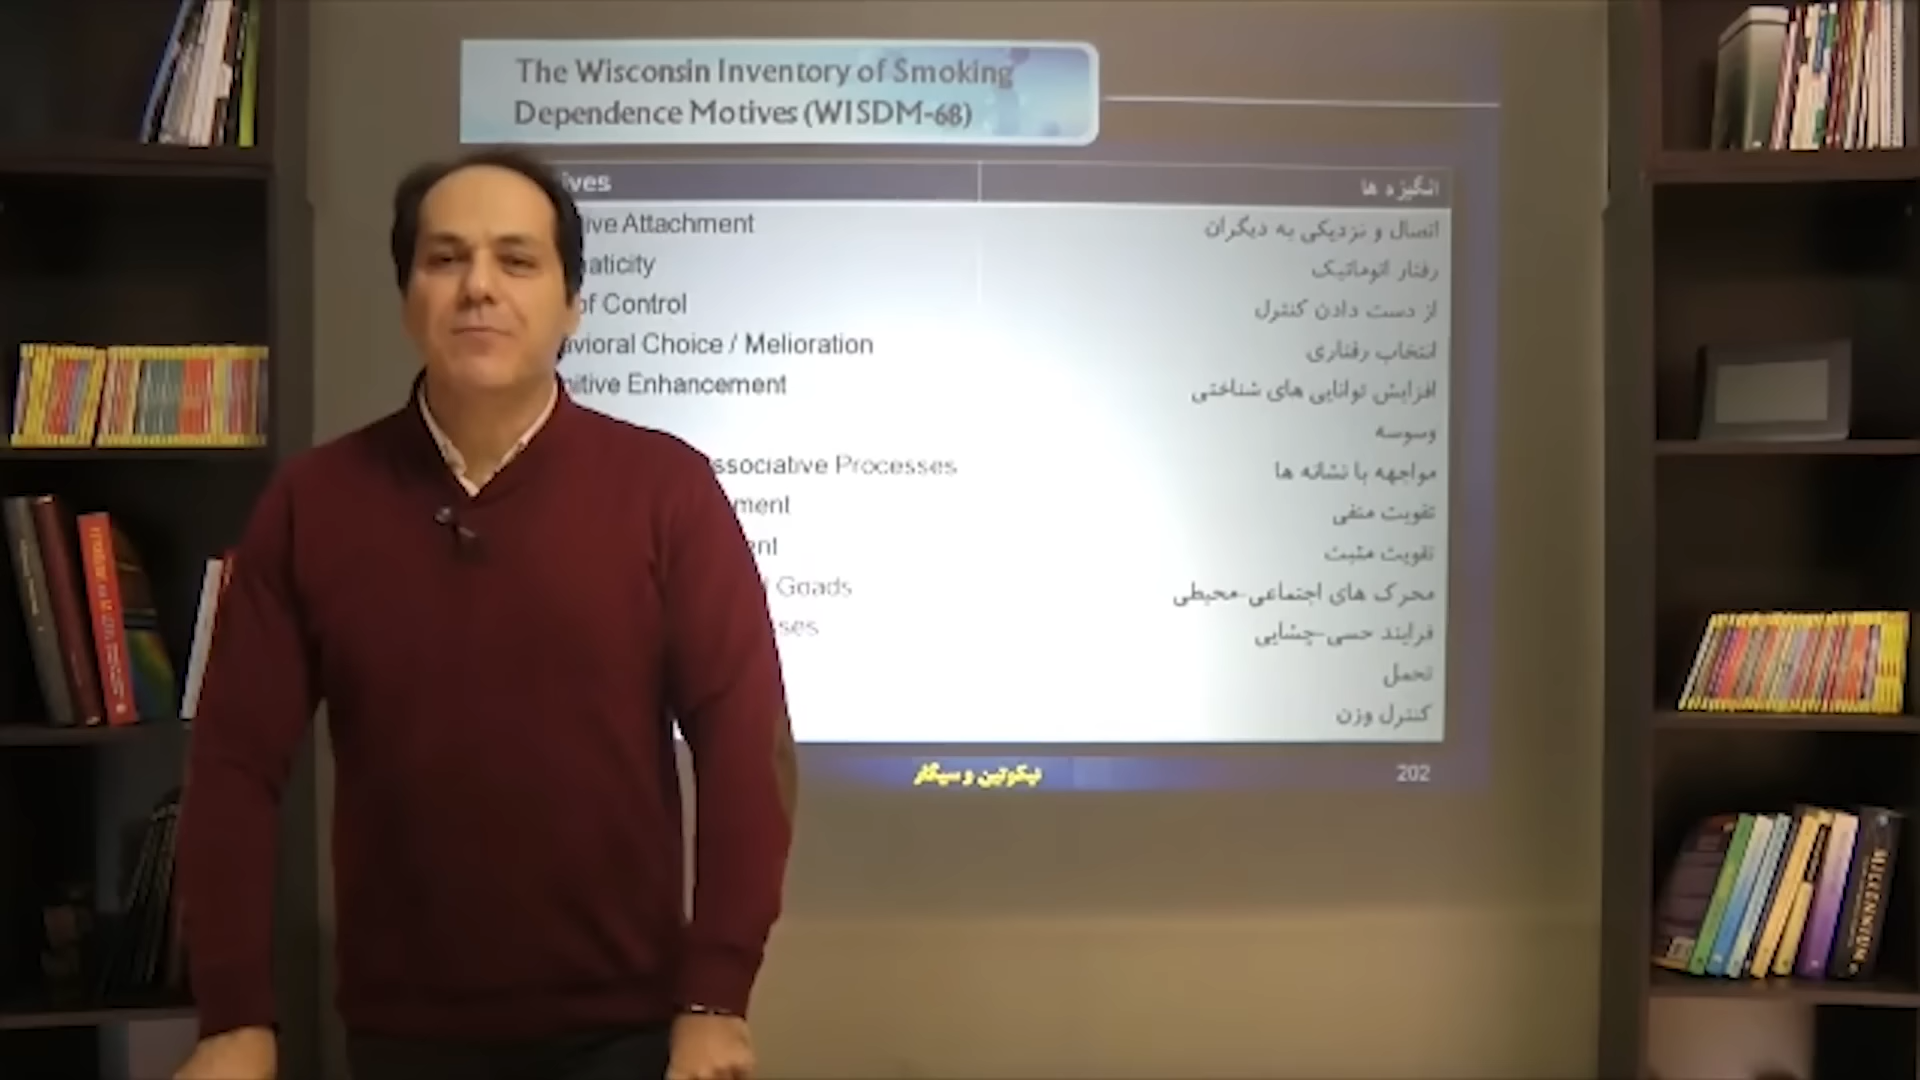 The Wisconsin Inventory of Smoking
Dependence Motives (WISDM-68)
ives
انگیزه ها
ive Attachment
اتصال و نزدیکی به دیگران
aticity
رفتار اتوماتیک
of Control
از دست دادن کنترل
avioral Choice / Melioration
انتخاب رفتاری
nitive Enhancement
افزایش توانایی های شناختی
وسوسه
ssociative Processes
مواجهه با نشانه ها
ment
تقویت منفی
ent
تقویت مثبت
Goads
محرک های اجتماعی-محیطی
ses
فرایند حسی-چشایی
تحمل
کنترل وزن
نیکوتین و سیگار
202
MILLENNIUM